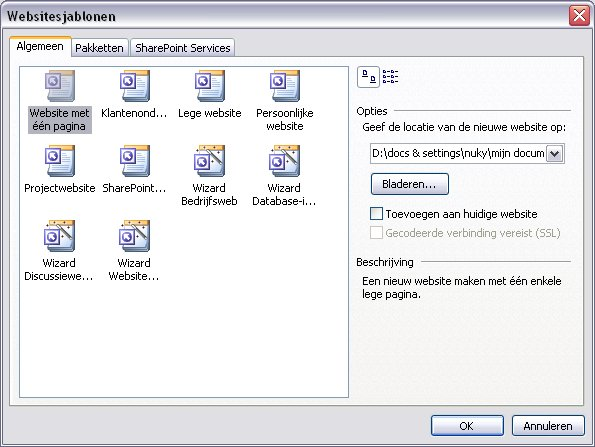 Websitesjablonen
Algemeen
Pakketten
SharePoint Services
Website met
één pagina
Klantenond...
Lege website
Persoonlijke
website
Projectwebsite
SharePoint...
Wizard
Bedrijfsweb
Wizard
Database-i...
Wizard
Discussiewe...
Wizard
Website...
Opties
Geef de locatie van de nieuwe website op:
D:\docs & settings\nuky\mijn docum
Bladeren...
Toevoegen aan huidige website
Gecodeerde verbinding vereist (SSL)
Beschrijving
Een nieuw website maken met één enkele
lege pagina.
OK
Annuleren